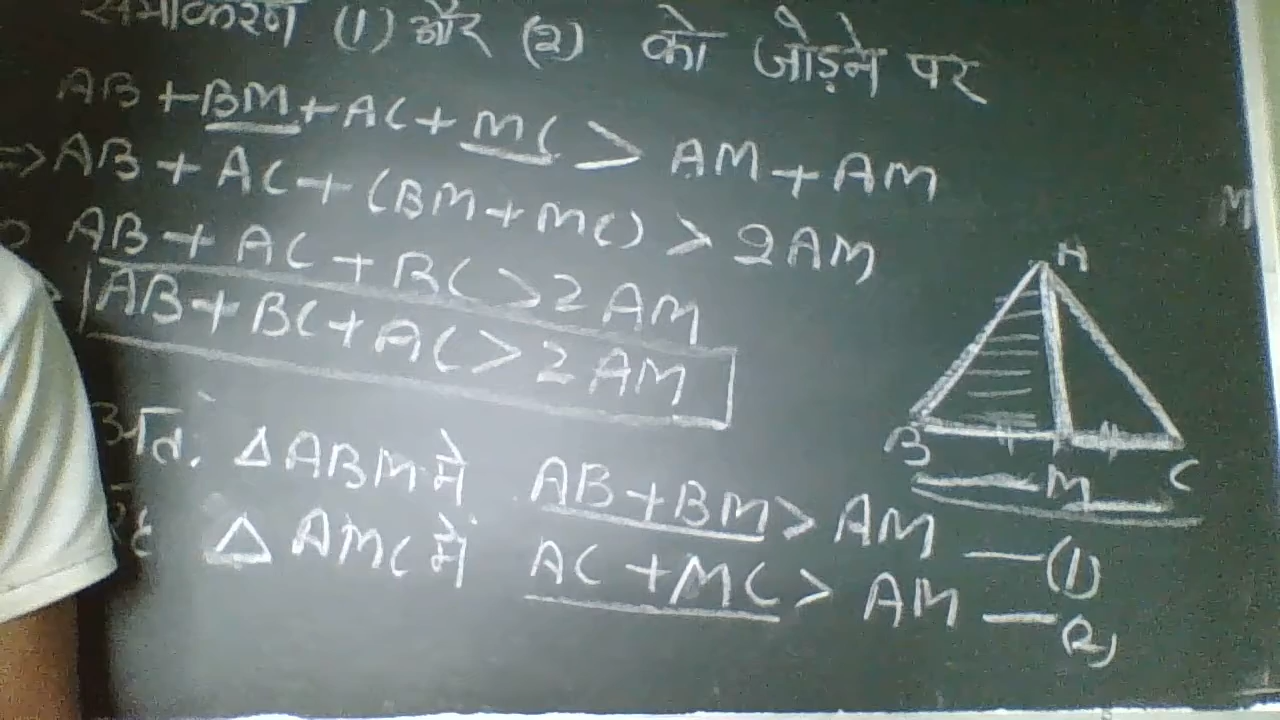 समीकरण (1) और (2) को जोड़ने पर
AB + BM + AC + MC > AM + AM
⇒ AB + AC + (BM + MC) > 2AM
AB + AC + BC > 2AM
AB + BC + AC > 2AM
A
B M C
M
अतः ΔABM में AB + BM > AM — (1)
Δ AMC में AC + MC > AM — (2)